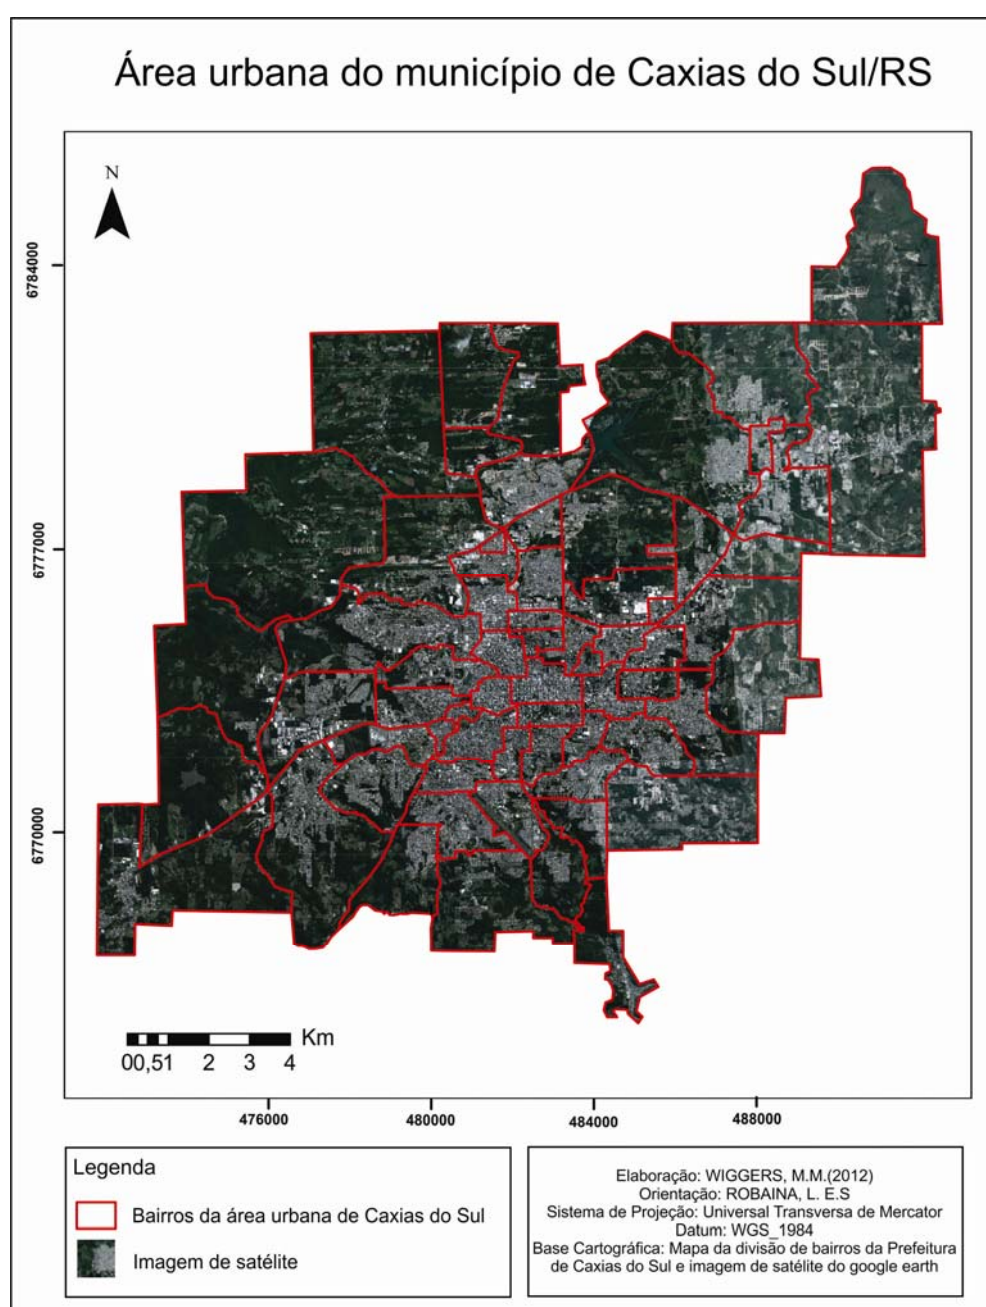 Área urbana do município de Caxias do Sul/RS
N
6784000
6777000
6770000
Km
00,51 2 3 4
476000 480000 484000 488000
Legenda
Bairros da área urbana de Caxias do Sul
Imagem de satélite
Elaboração: WIGGERS, M.M.(2012)
Orientação: ROBAINA, L. E.S
Sistema de Projeção: Universal Transversa de Mercator
Datum: WGS_1984
Base Cartográfica: Mapa da divisão de bairros da Prefeitura
de Caxias do Sul e imagem de satélite do google earth